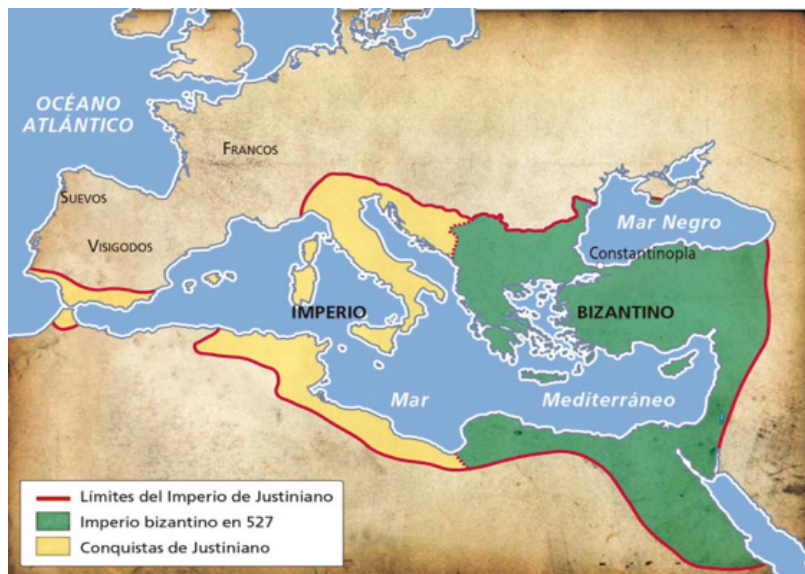 OCÉANO
ATLÁNTICO
FRANCOS
SUEVOS
VISIGODOS
Mar Negro
Constantinopla
IMPERIO
BIZANTINO
Mar
Mediterráneo
Límites del Imperio de Justiniano
Imperio bizantino en 527
Conquistas de Justiniano